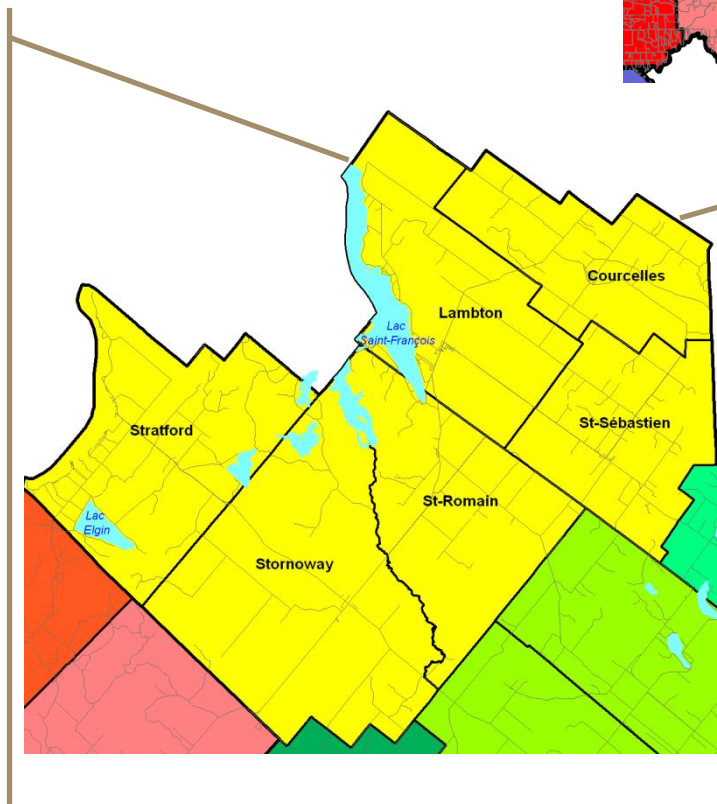 Courcelles
Lambton
Lac
Saint-François
St-Sébastien
Stratford
St-Romain
Lac
Elgin
Stornoway